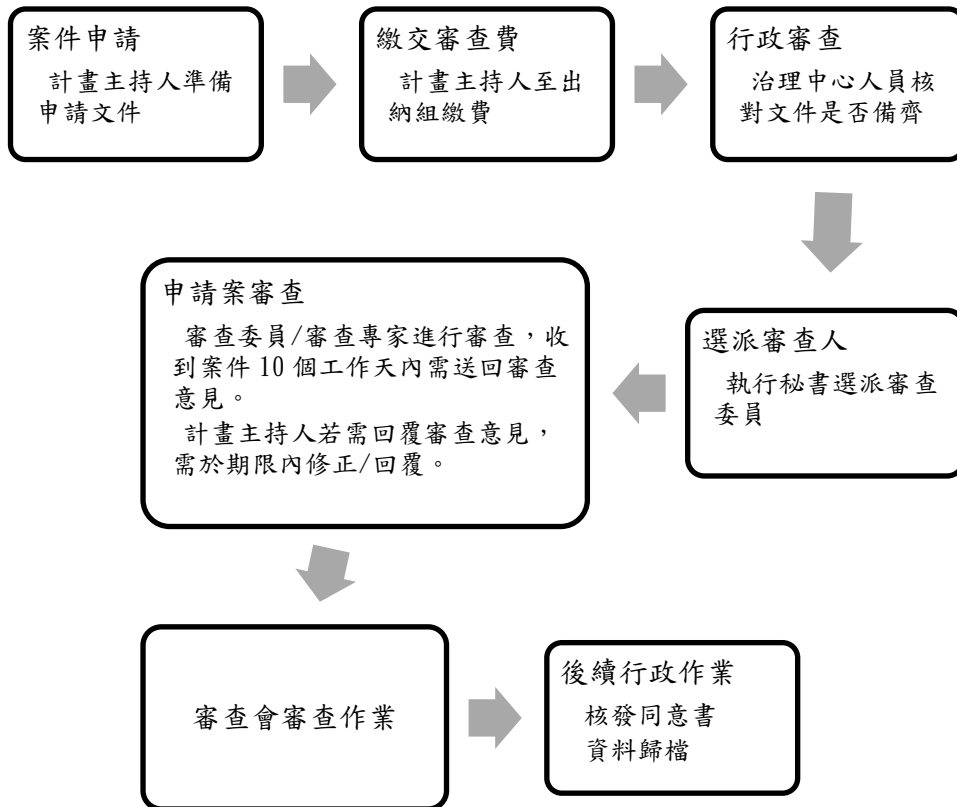 案件申請
計畫主持人準備
申請文件
繳交審查費
計畫主持人至出
納組繳費
行政審查
治理中心人員核
對文件是否備齊
選派審查人
執行秘書選派審查
委員
申請案審查
審查委員/審查專家進行審查，收
到案件 10 個工作天內需送回審查
意見。
計畫主持人若需回覆審查意見，
需於期限內修正/回覆。
審查會審查作業
後續行政作業
核發同意書
資料歸檔